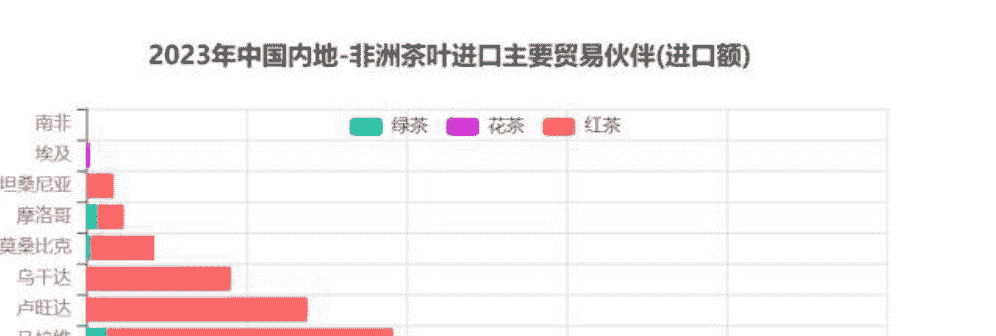 2023年中国内地-非洲茶叶进口主要贸易伙伴(进口额)
绿茶 花茶 红茶
南非
埃及
坦桑尼亚
摩洛哥
莫桑比克
乌干达
卢旺达